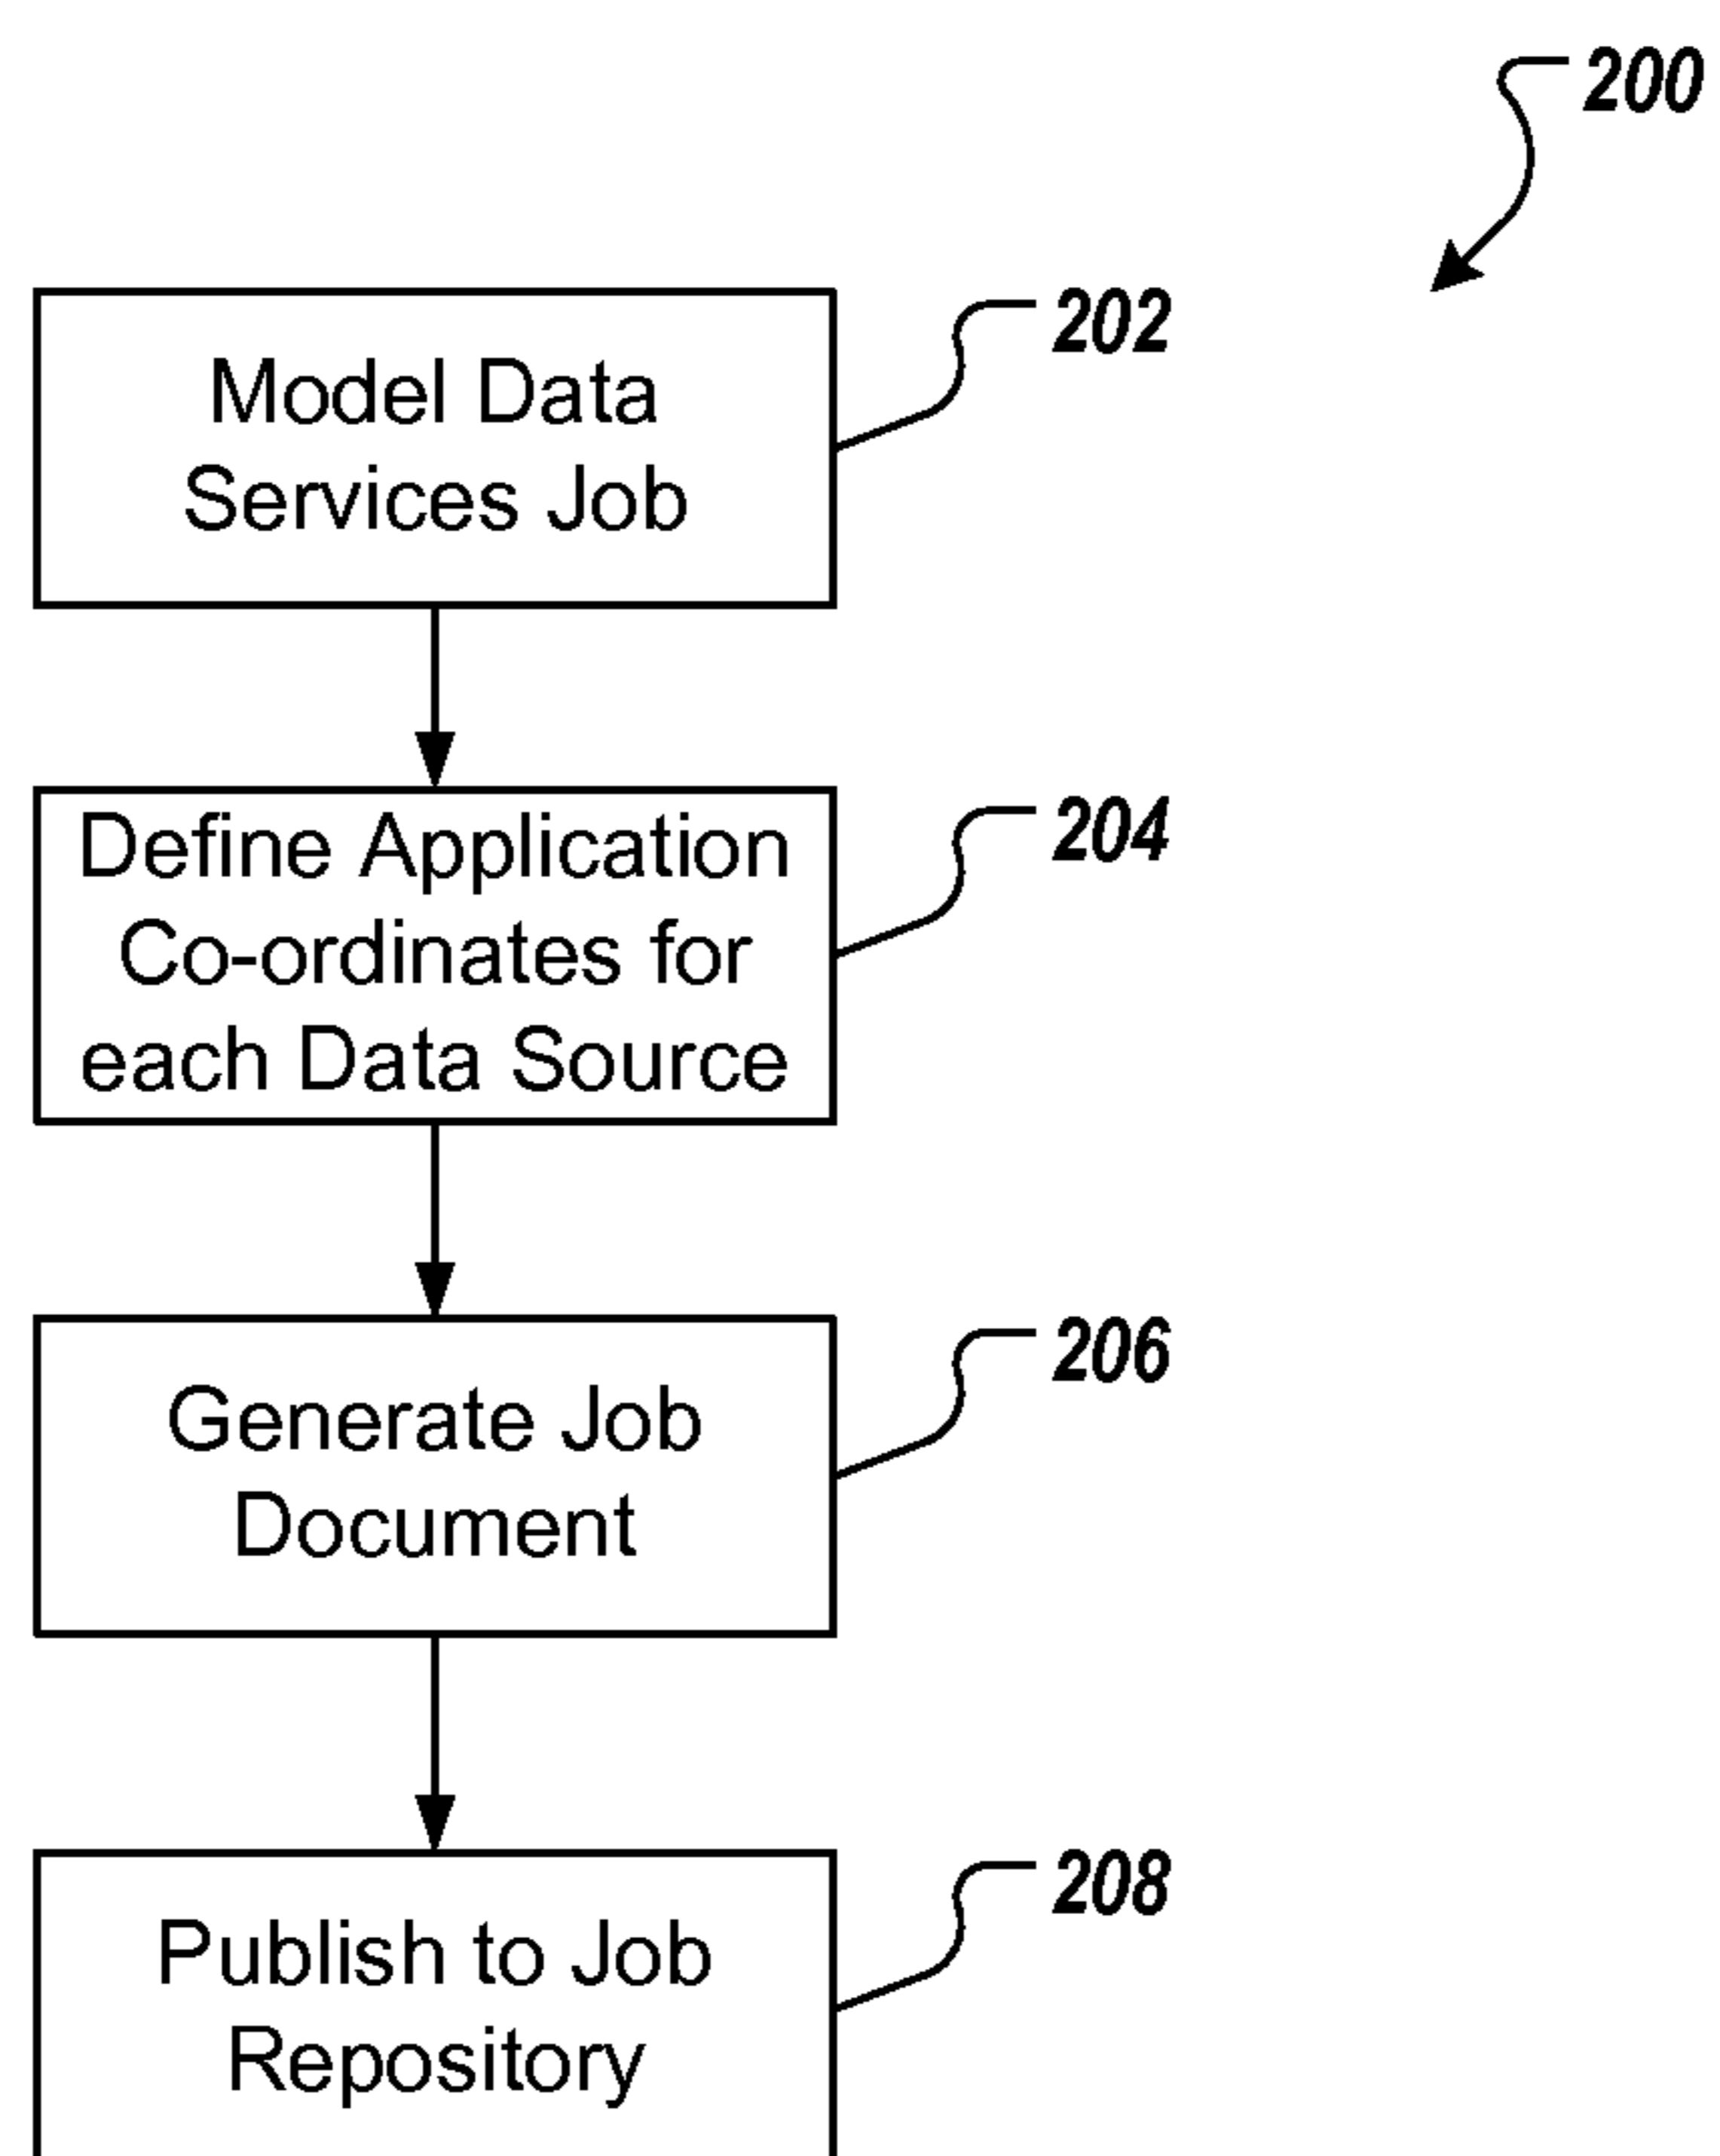 200
Model Data
Services Job
202
Define Application
Co-ordinates for
each Data Source
204
Generate Job
Document
206
Publish to Job
Repository
208